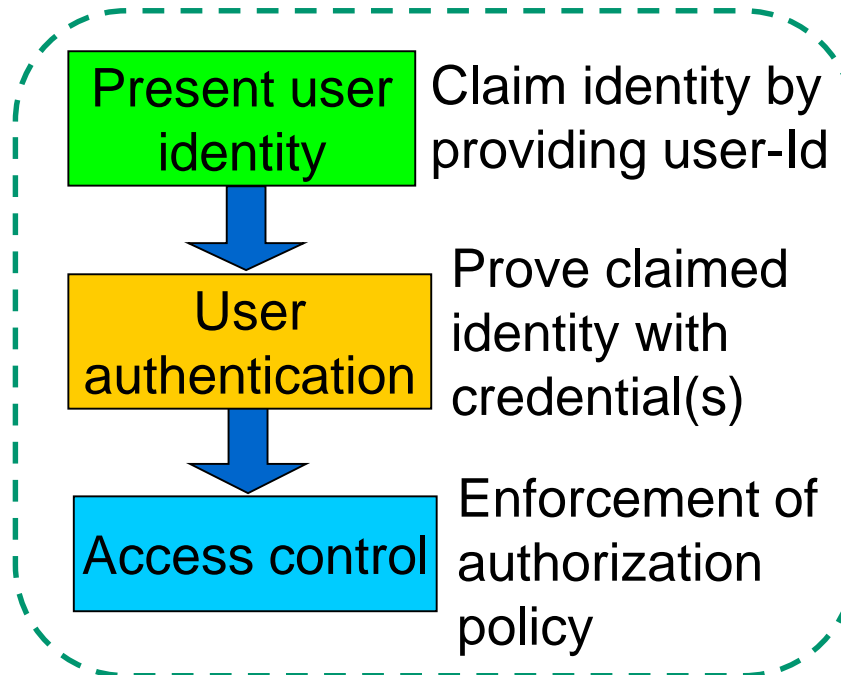 Present user
identity
Claim identity by
providing user-Id
User
authentication
Prove claimed
identity with
credential(s)
Access control
Enforcement of
authorization
policy